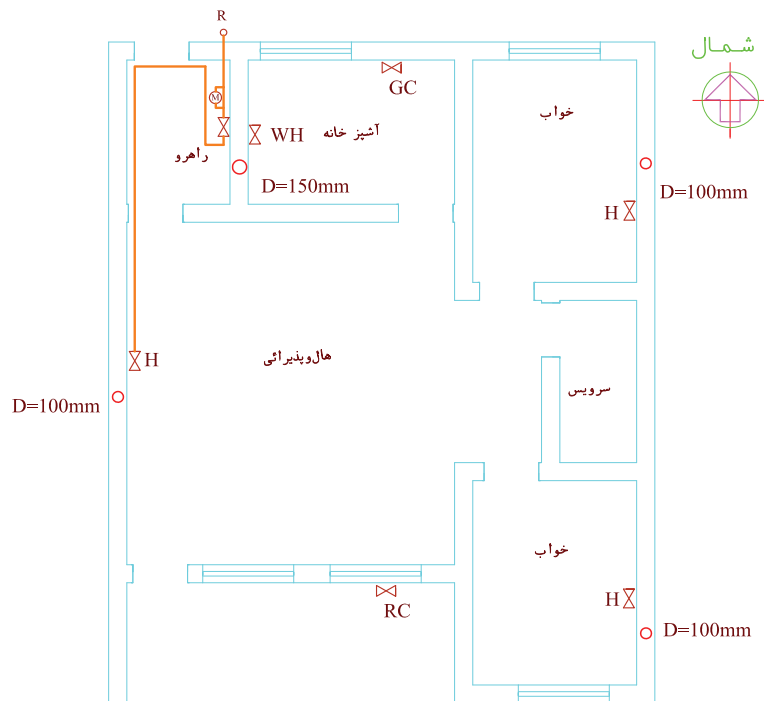 R
شمال
GC
M
خواب
WH
آشپز خانه
راهرو
D=150mm
D=100mm
H
هال‌وپذیرائی
H
سرویس
D=100mm
خواب
H
RC
D=100mm